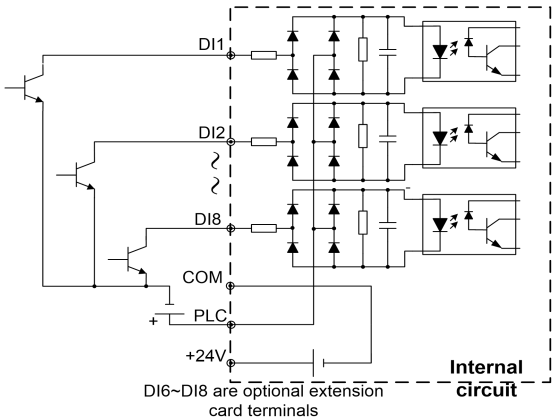 DI1
DI2
DI8
COM
PLC
+
+24V
Internal
circuit
DI6~DI8 are optional extension
card terminals